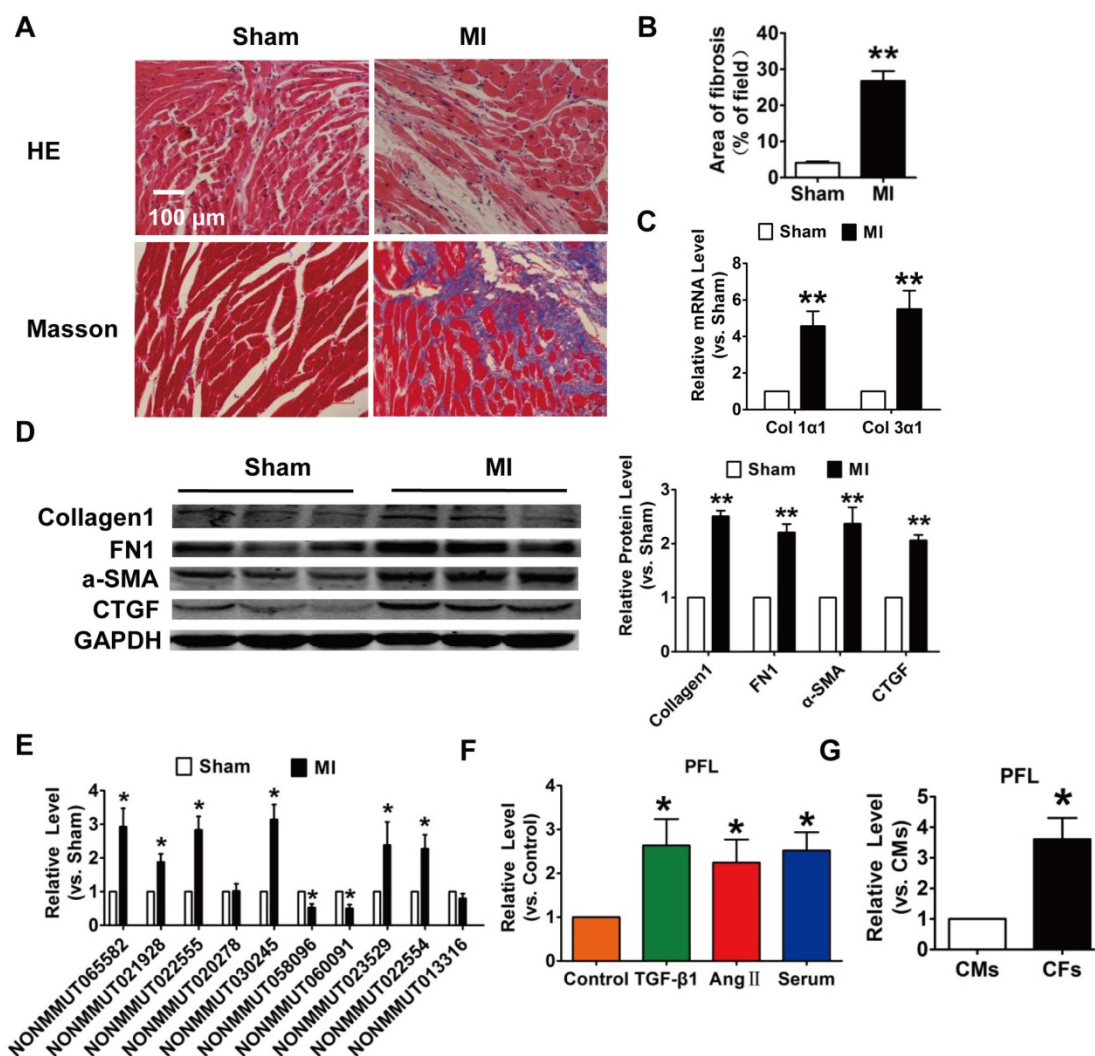 A
Sham
MI
HE
100 μm
Masson
B
Area of fibrosis
(% of field)
40
30
20
10
0
**
Sham
MI
C
Sham
MI
Relative mRNA Level
(vs. Sham)
8
6
4
2
0
**
**
Col 1α1
Col 3α1
D
Sham
MI
Collagen1
FN1
a-SMA
CTGF
GAPDH
Sham
MI
Relative Protein Level
(vs. Sham)
3
2
1
0
**
**
**
**
Collagen1
FN1
α-SMA
CTGF
E
Sham
MI
Relative Level
(vs. Sham)
4
3
2
1
0
*
*
*
*
*
*
*
*
NONMMUT065582
NONMMUT021928
NONMMUT022555
NONMMUT020278
NONMMUT030245
NONMMUT058096
NONMMUT060091
NONMMUT023529
NONMMUT022554
NONMMUT013316
F
PFL
Relative Level
(vs. Control)
4
3
2
1
0
*
*
*
Control
TGF-β1
Ang Ⅱ
Serum
G
PFL
Relative Level
(vs. CMs)
5
4
3
2
1
0
*
CMs
CFs